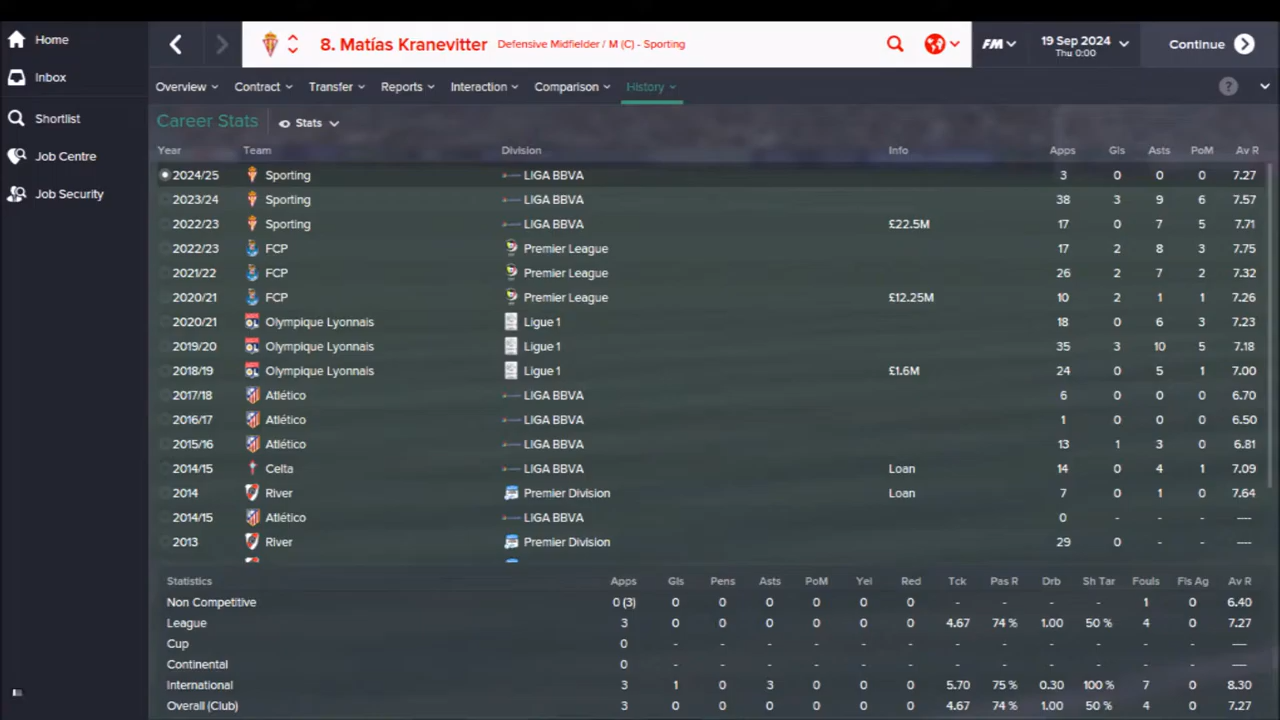 Home
8. Matías Kranevitter Defensive Midfielder / M (C) - Sporting FM 19 Sep 2024 Thu 0:00 Continue
Inbox
Overview Contract Transfer Reports Interaction Comparison History ?
Shortlist
Job Centre
Job Security
Career Stats Stats
Year Team Division Info Apps Gls Asts PoM Av R
2024/25 Sporting LIGA BBVA 3 0 0 0 7.27
2023/24 Sporting LIGA BBVA 38 3 9 6 7.57
2022/23 Sporting LIGA BBVA £22.5M 17 0 7 5 7.71
2022/23 FCP Premier League 17 2 8 3 7.75
2021/22 FCP Premier League 26 2 7 2 7.32
2020/21 FCP Premier League £12.25M 10 2 1 1 7.26
2020/21 Olympique Lyonnais Ligue 1 18 0 6 3 7.23
2019/20 Olympique Lyonnais Ligue 1 35 3 10 5 7.18
2018/19 Olympique Lyonnais Ligue 1 £1.6M 24 0 5 1 7.00
2017/18 Atlético LIGA BBVA 6 0 0 0 6.70
2016/17 Atlético LIGA BBVA 1 0 0 0 6.50
2015/16 Atlético LIGA BBVA 13 1 3 0 6.81
2014/15 Celta LIGA BBVA Loan 14 0 4 1 7.09
2014 River Premier Division Loan 7 0 1 0 7.64
2014/15 Atlético LIGA BBVA 0 - - - ----
2013 River Premier Division 29 0 - - ----
Statistics Apps Gls Pens Asts PoM Yel Red Tck Pas R Drb Sh Tar Fouls Fls Ag Av R
Non Competitive 0 (3) 0 0 0 0 0 0 - - - - 1 0 6.40
League 3 0 0 0 0 0 0 4.67 74 % 1.00 50 % 4 0 7.27
Cup 0 - - - - - - - - - - - - ----
Continental 0 - - - - - - - - - - - - ----
International 3 1 0 3 0 0 0 5.70 75 % 0.30 100 % 7 0 8.30
Overall (Club) 3 0 0 0 0 0 0 4.67 74 % 1.00 50 % 4 0 7.27